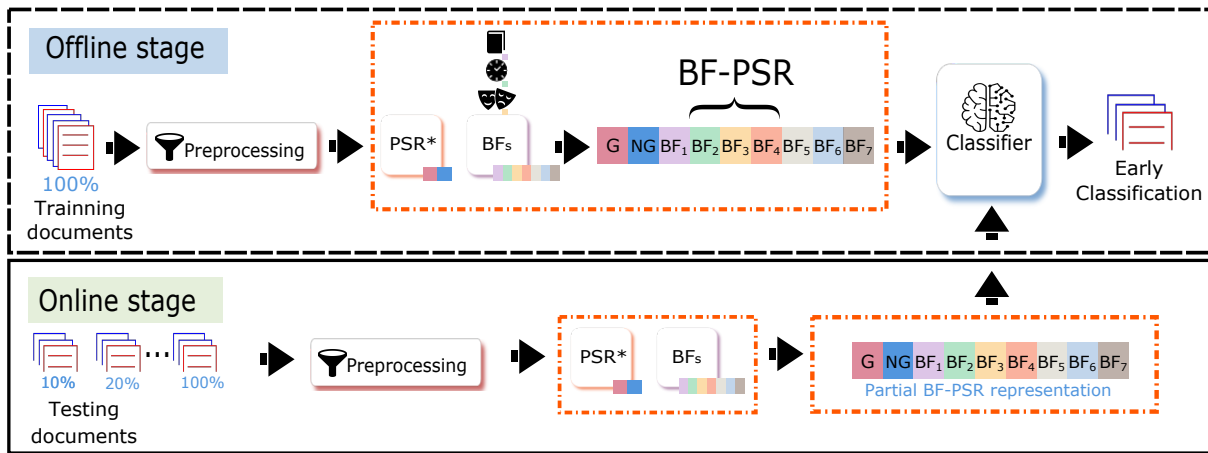 Offline stage
100%
Trainning
documents
Preprocessing
PSR*
BFs
BF-PSR
G NG BF1 BF2 BF3 BF4 BF5 BF6 BF7
Classifier
Early
Classification
Online stage
10% 20% ... 100%
Testing
documents
Preprocessing
PSR*
BFs
G NG BF1 BF2 BF3 BF4 BF5 BF6 BF7
Partial BF-PSR representation